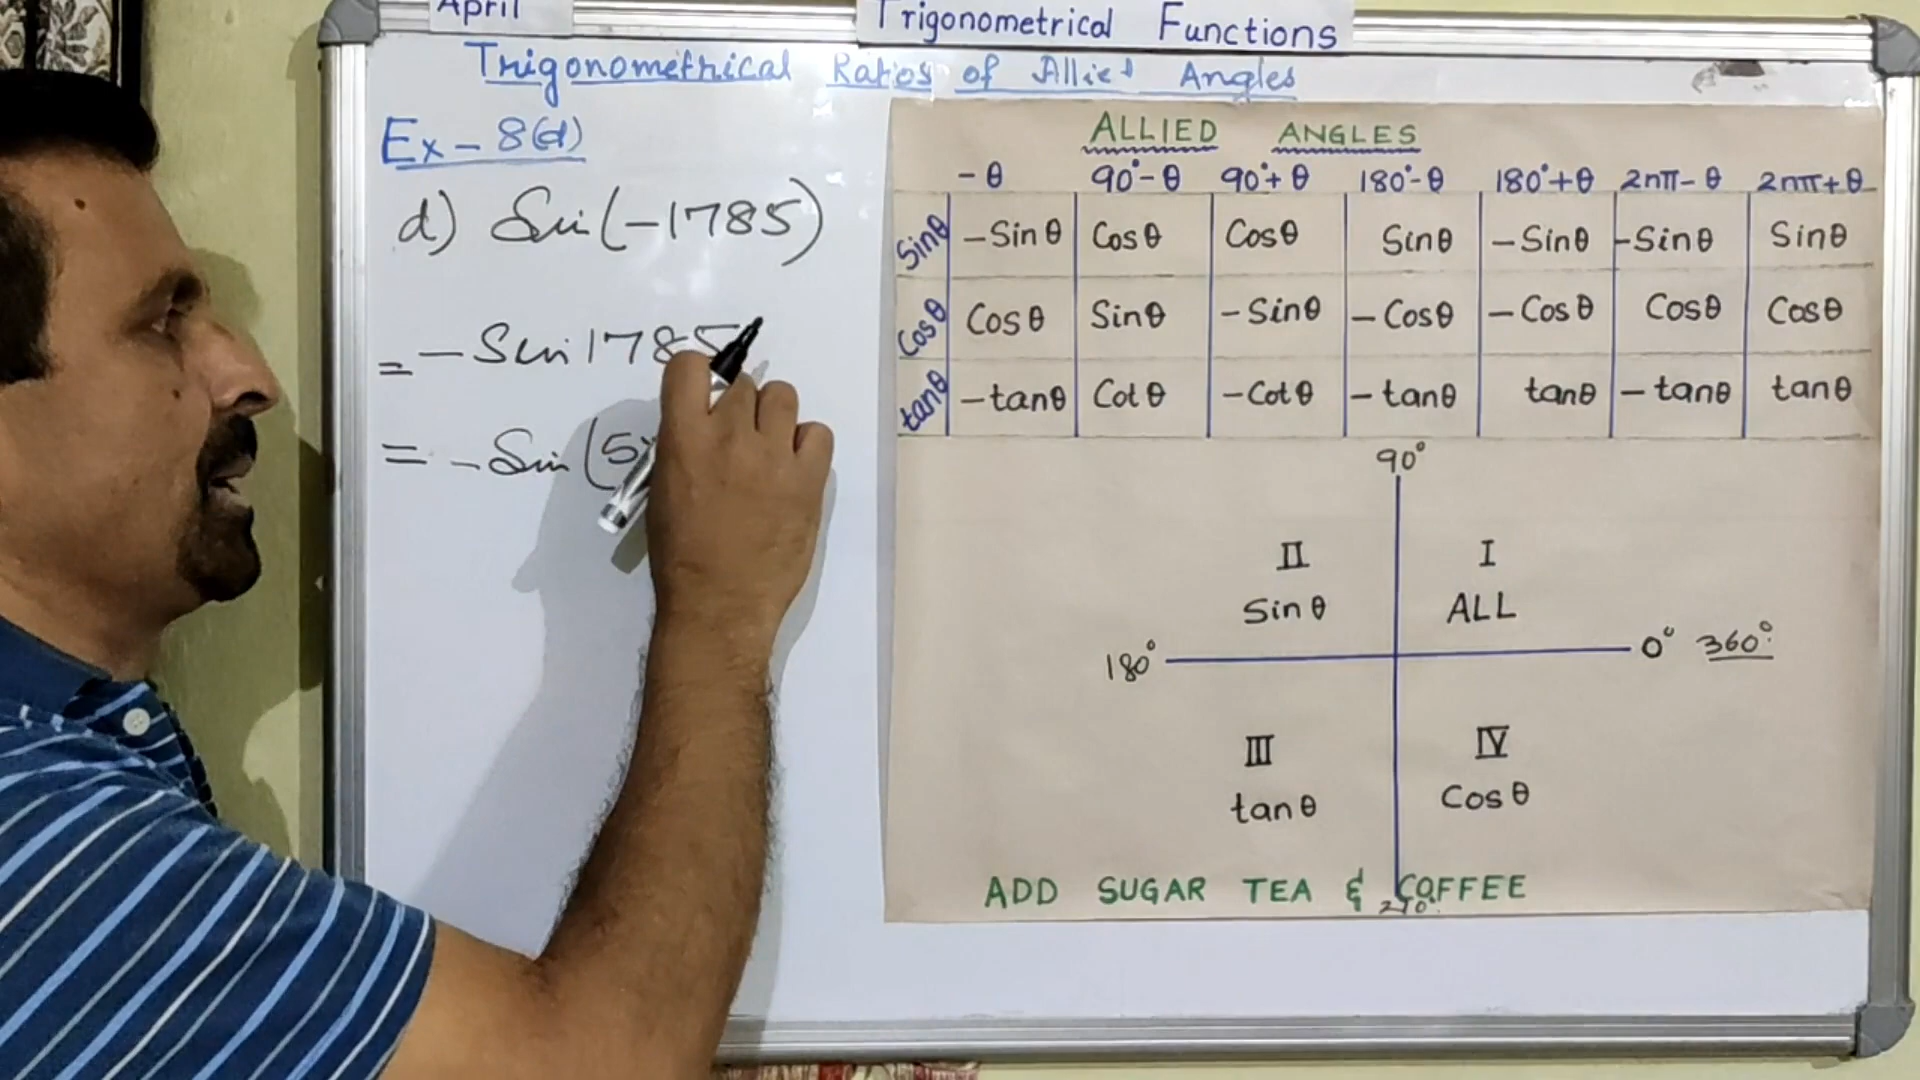 April
Trigonometrical Functions
Trigonometrical Ratios of Allied Angles
Ex - 8(d)
d) Sin(-1785)
= - Sin 1785
= - Sin (5
ALLIED ANGLES
-θ 90°-θ 90°+θ 180°-θ 180°+θ 2nπ-θ 2nπ+θ
Sinθ -Sinθ Cosθ Cosθ Sinθ -Sinθ -Sinθ Sinθ
Cosθ Cosθ Sinθ -Sinθ -Cosθ -Cosθ Cosθ Cosθ
tanθ -tanθ Cotθ -Cotθ -tanθ tanθ -tanθ tanθ
90°
II I
Sinθ ALL
180° 0° 360°
III IV
tanθ Cosθ
ADD SUGAR TEA & COFFEE
270°